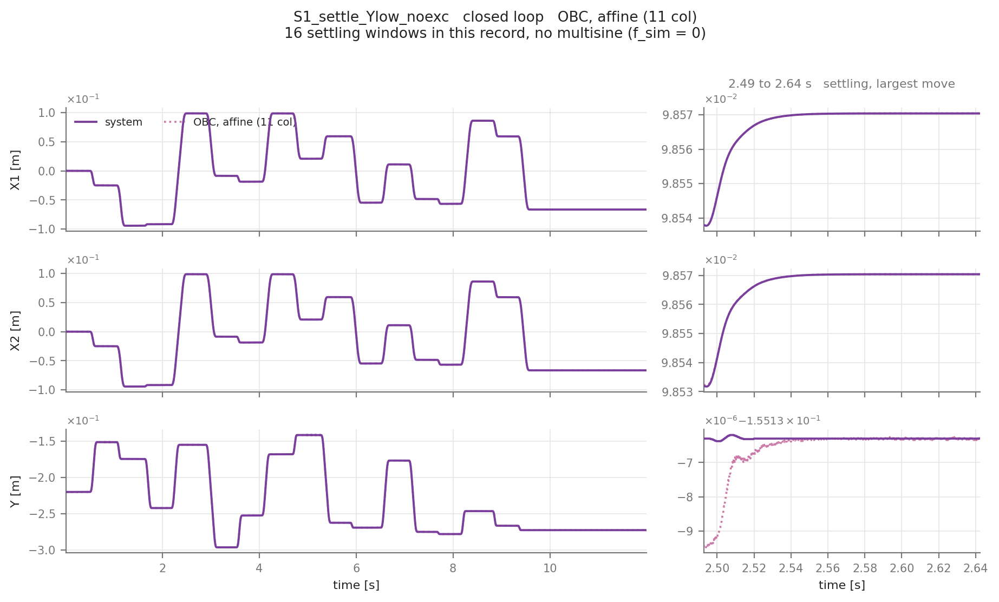 S1_settle_Ylow_noexc   closed loop   OBC, affine (11 col)
16 settling windows in this record, no multisine (f_sim = 0)
2.49 to 2.64 s   settling, largest move
×10⁻¹
1.0
0.5
0.0
−0.5
−1.0
X1 [m]
system
OBC, affine (11 col)
×10⁻²
9.857
9.856
9.855
9.854
×10⁻¹
1.0
0.5
0.0
−0.5
−1.0
X2 [m]
×10⁻²
9.857
9.856
9.855
9.854
9.853
×10⁻¹
−1.5
−2.0
−2.5
−3.0
Y [m]
2 4 6 8 10
time [s]
×10⁻⁶−1.5513 × 10⁻¹
−7
−8
−9
2.50 2.52 2.54 2.56 2.58 2.60 2.62 2.64
time [s]